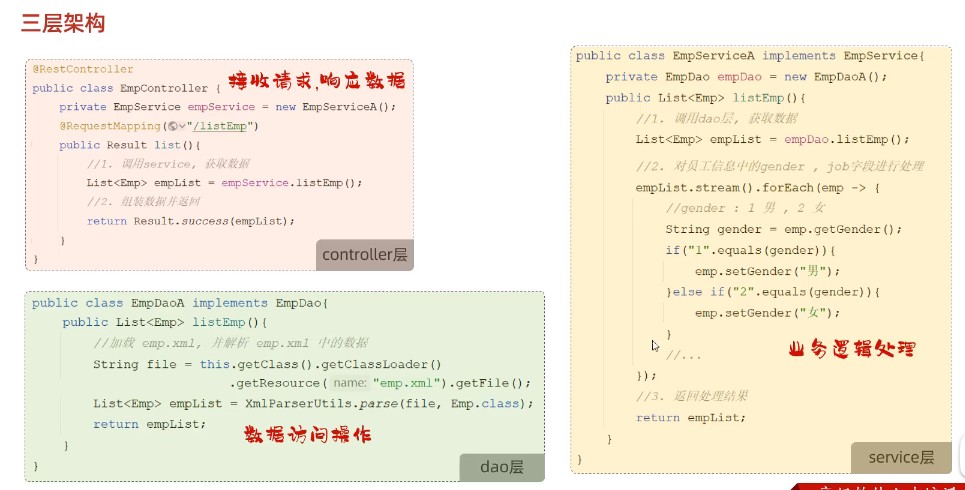 三层架构
@RestController
接收请求,响应数据
public class EmpController {
private EmpService empService = new EmpServiceA();
@RequestMapping("/listEmp")
public Result list(){
//1. 调用service, 获取数据
List<Emp> empList = empService.listEmp();
//2. 组装数据并返回
return Result.success(empList);
}
}
controller层
public class EmpDaoA implements EmpDao{
public List<Emp> listEmp(){
//加载 emp.xml, 并解析 emp.xml 中的数据
String file = this.getClass().getClassLoader()
.getResource( name: "emp.xml").getFile();
List<Emp> empList = XmlParserUtils.parse(file, Emp.class);
return empList;
数据访问操作
}
}
dao层
public class EmpServiceA implements EmpService{
private EmpDao empDao = new EmpDaoA();
public List<Emp> listEmp(){
//1. 调用dao层, 获取数据
List<Emp> empList = empDao.listEmp();
//2. 对员工信息中的gender , job字段进行处理
empList.stream().forEach(emp -> {
//gender : 1 男 , 2 女
String gender = emp.getGender();
if("1".equals(gender)){
emp.setGender("男");
}else if("2".equals(gender)){
emp.setGender("女");
}
业务逻辑处理
//...
});
//3. 返回处理结果
return empList;
}
}
service层